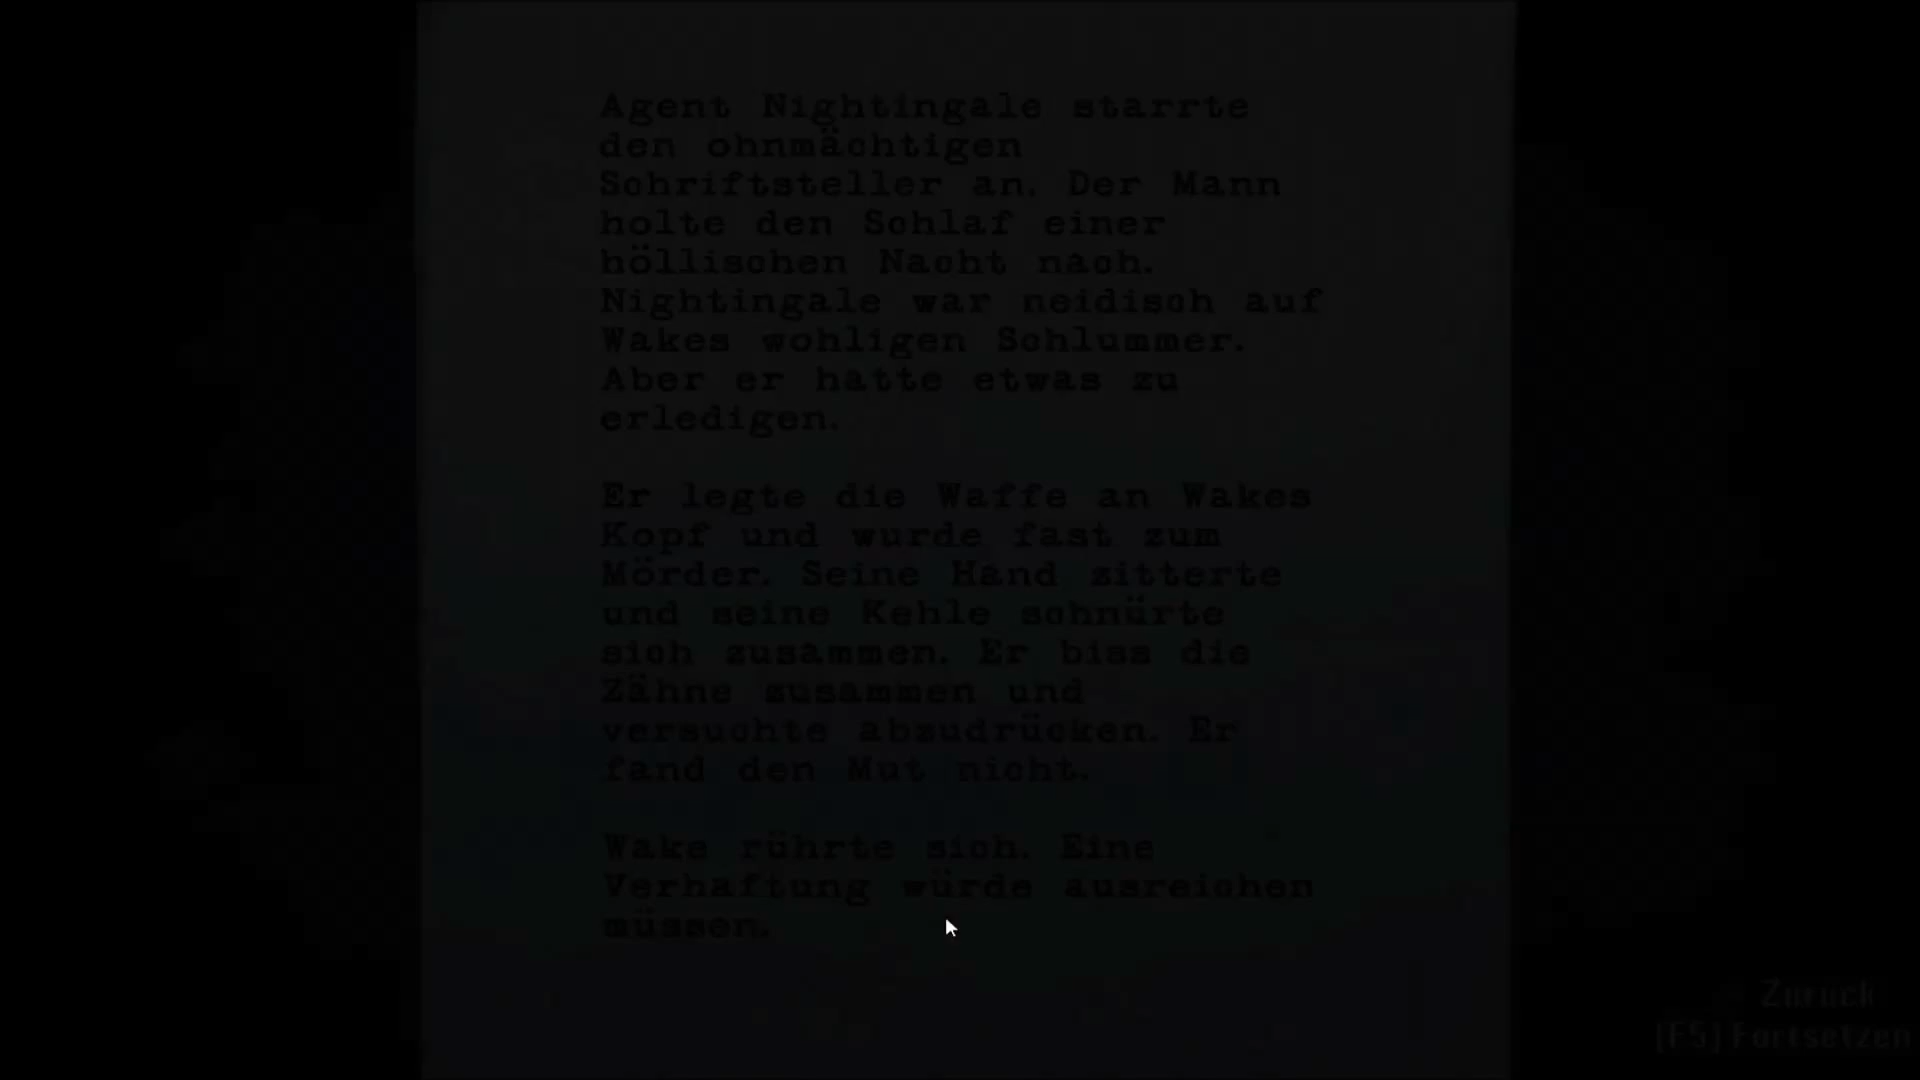 Agent Nightingale starrte
den ohnmächtigen
Schriftsteller an. Der Mann
holte den Schlaf einer
höllischen Nacht nach.
Nightingale war neidisch auf
Wakes wohligen Schlummer.
Aber er hatte etwas zu
erledigen.
Er legte die Waffe an Wakes
Kopf und wurde fast zum
Mörder. Seine Hand zitterte
und seine Kehle schnürte
sich zusammen. Er biss die
Zähne zusammen und
versuchte abzudrücken. Er
fand den Mut nicht.
Wake rührte sich. Eine
Verhaftung würde ausreichen
müssen.
Zurück
[F5] Fortsetzen